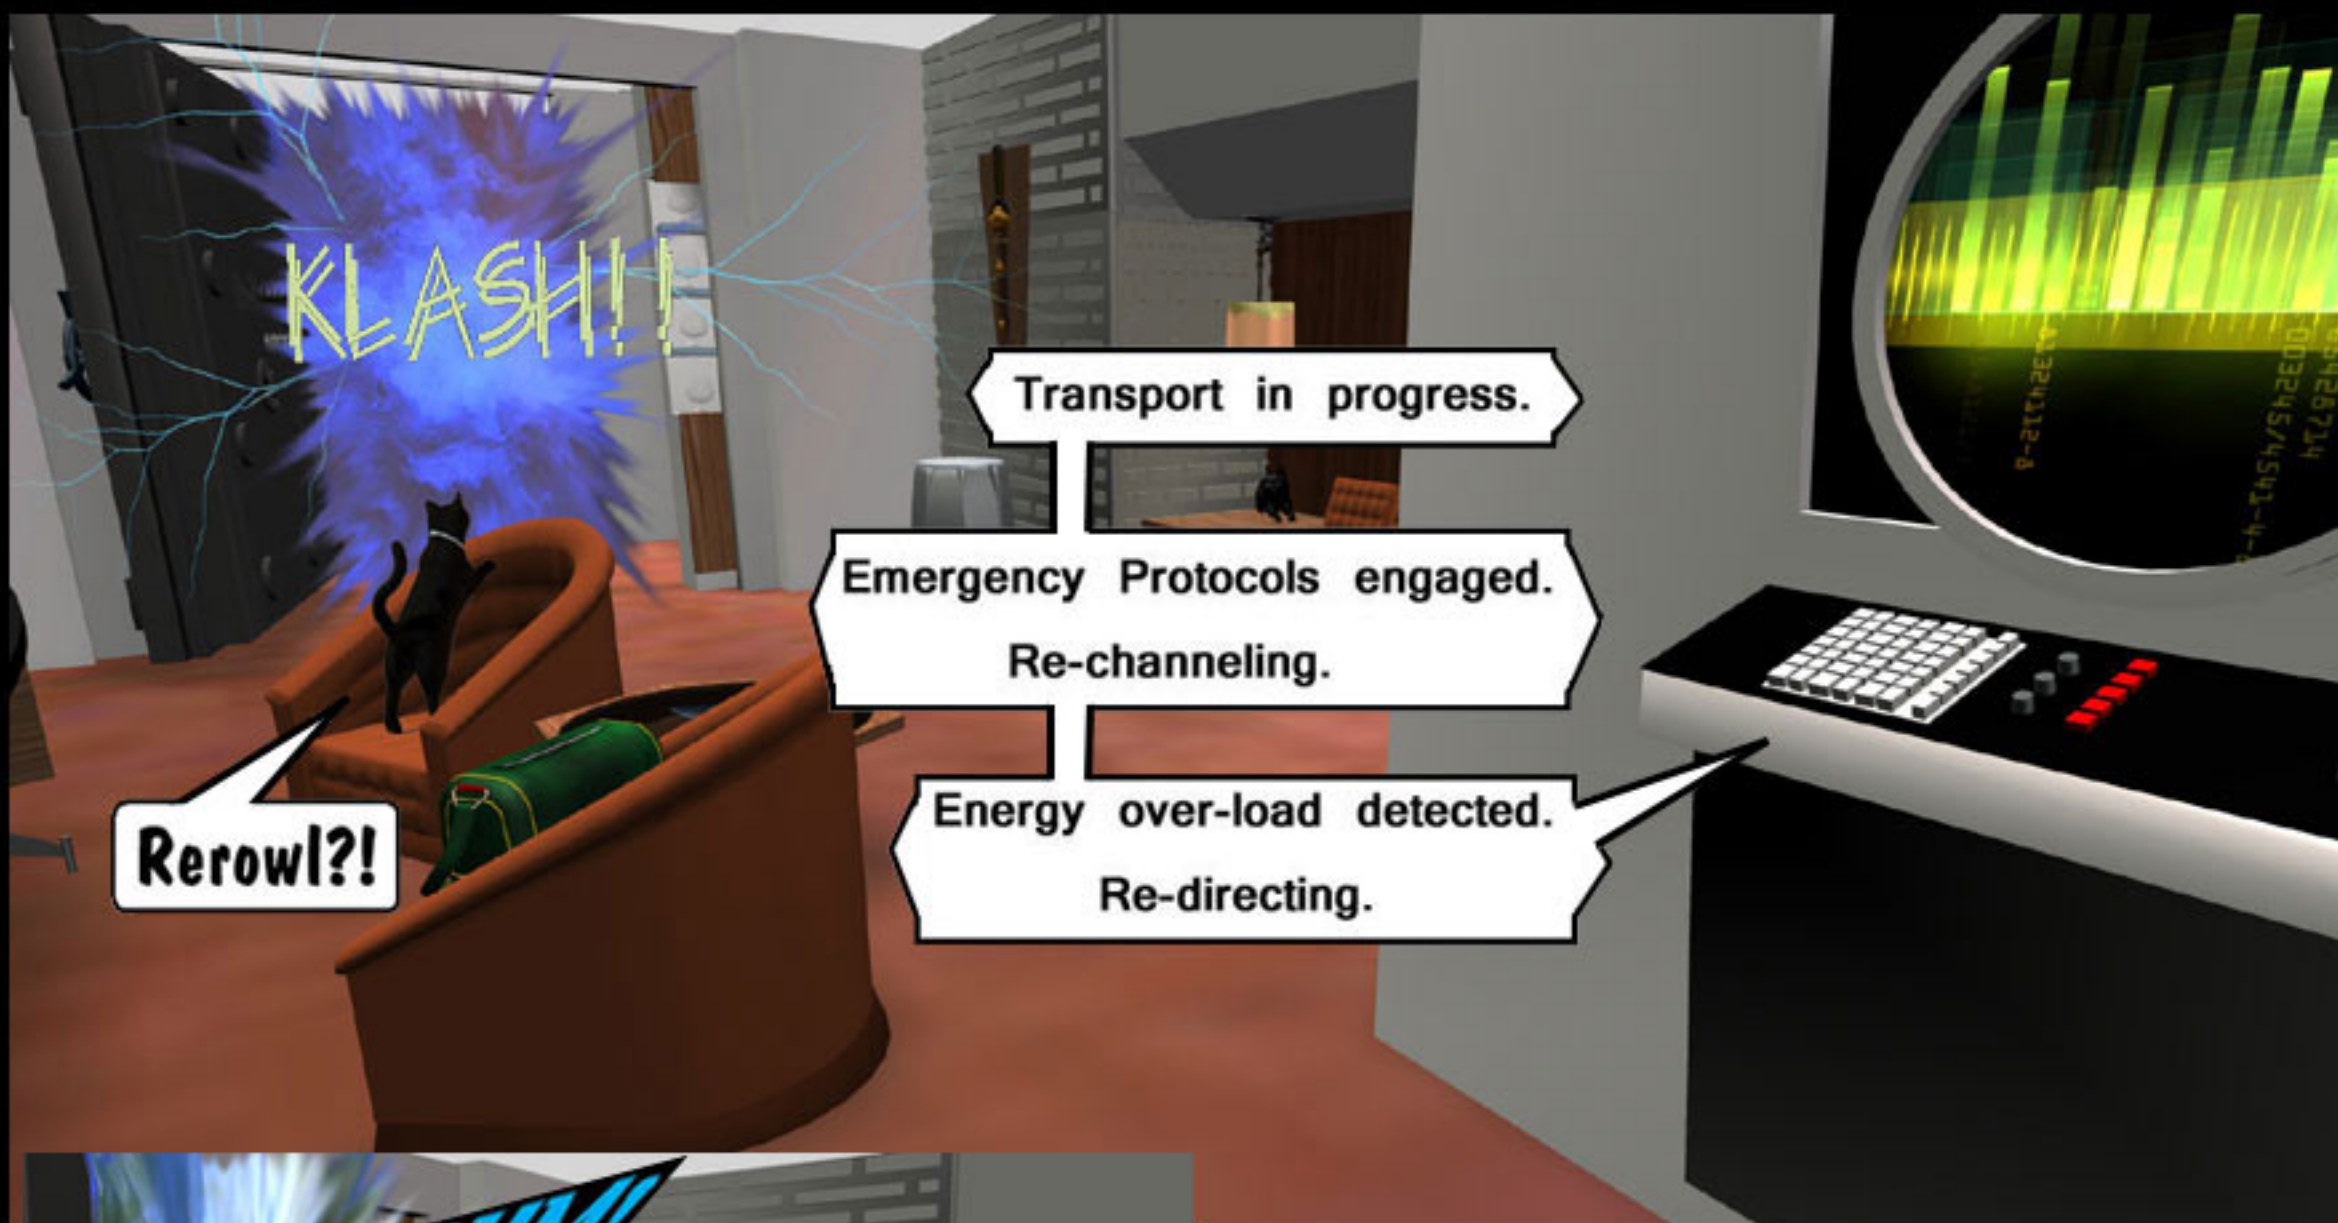 KLASH!!
Transport in progress.
Emergency Protocols engaged.
Re-channeling.
Energy over-load detected.
Re-directing.
Rerowl?!